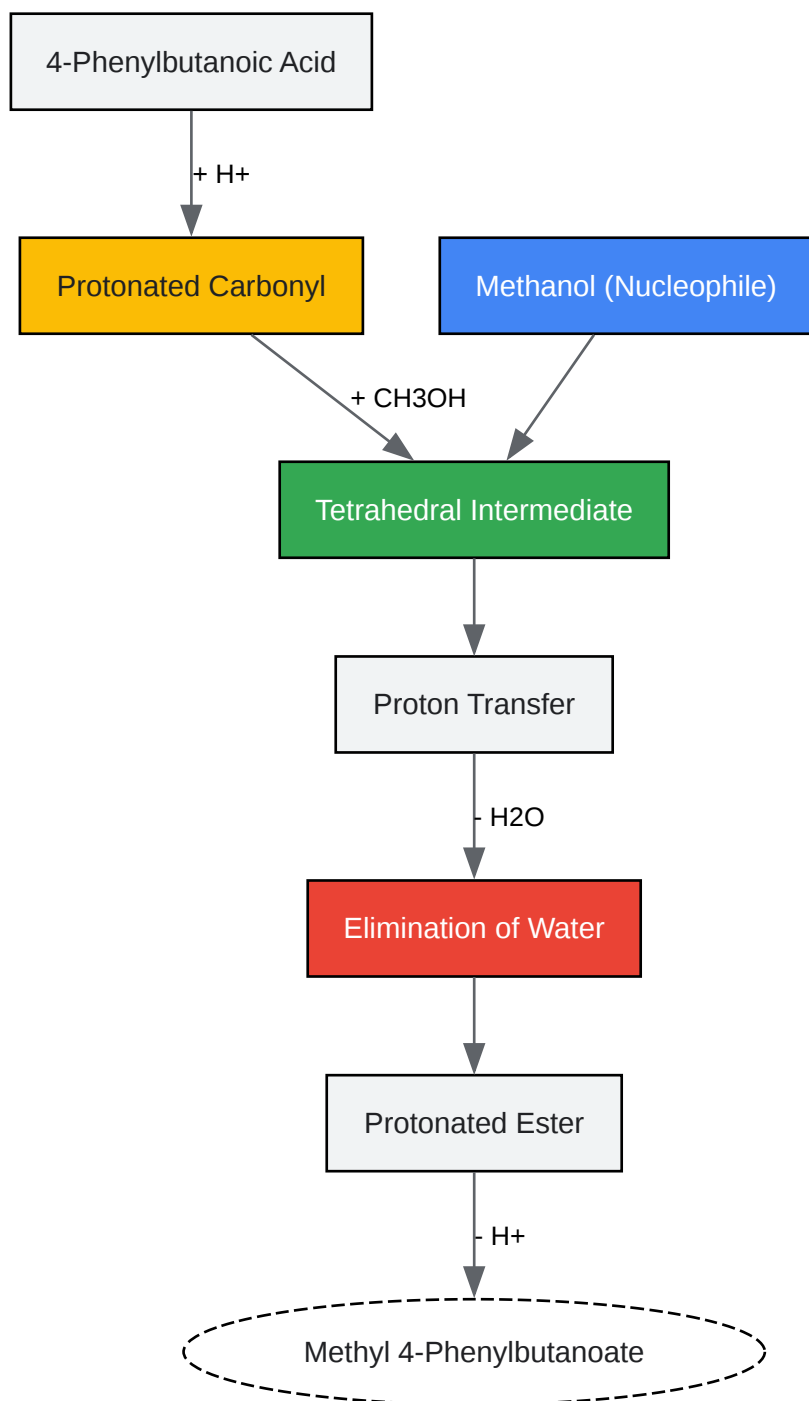 4-Phenylbutanoic Acid
+ H+
Protonated Carbonyl
Methanol (Nucleophile)
+ CH3OH
Tetrahedral Intermediate
Proton Transfer
- H2O
Elimination of Water
Protonated Ester
- H+
Methyl 4-Phenylbutanoate